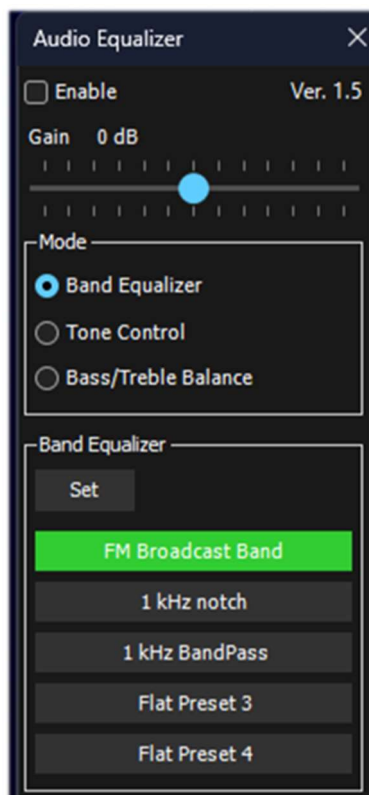 Audio Equalizer
Enable Ver. 1.5
Gain 0 dB
Mode
Band Equalizer
Tone Control
Bass/Treble Balance
Band Equalizer
Set
FM Broadcast Band
1 kHz notch
1 kHz BandPass
Flat Preset 3
Flat Preset 4